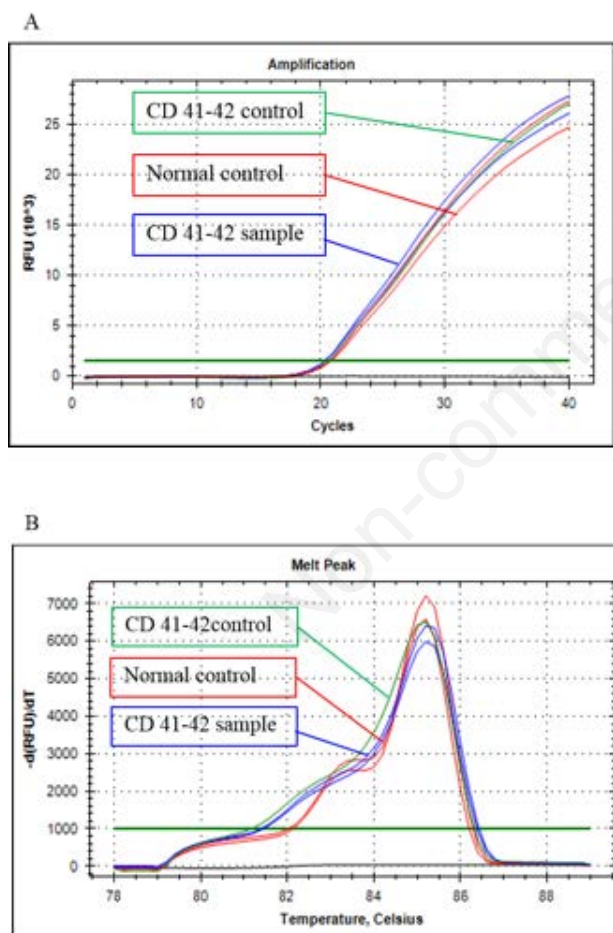 A
Amplification
CD 41-42 control
Normal control
CD 41-42 sample
RFU (10^3)
25
20
15
10
5
0
0 10 20 30 40
Cycles
Non-comme
B
Melt Peak
CD 41-42control
Normal control
CD 41-42 sample
-d(RFU)/dT
7000
6000
5000
4000
3000
2000
1000
0
78 80 82 84 86 88
Temperature, Celsius